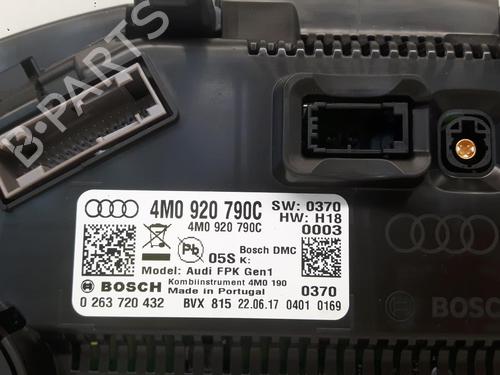 B-PARTS
4M0 920 790C
SW: 0370
HW: H18
4M0 920 790C
0003
Pb
05S
Bosch DMC
K:
Model: Audi FPK Gen1
BOSCH
Kombiinstrument 4M0 190
Made in Portugal
0370
0 263 720 432
BVX 815
22.06.17
0401 0169
BOSCH